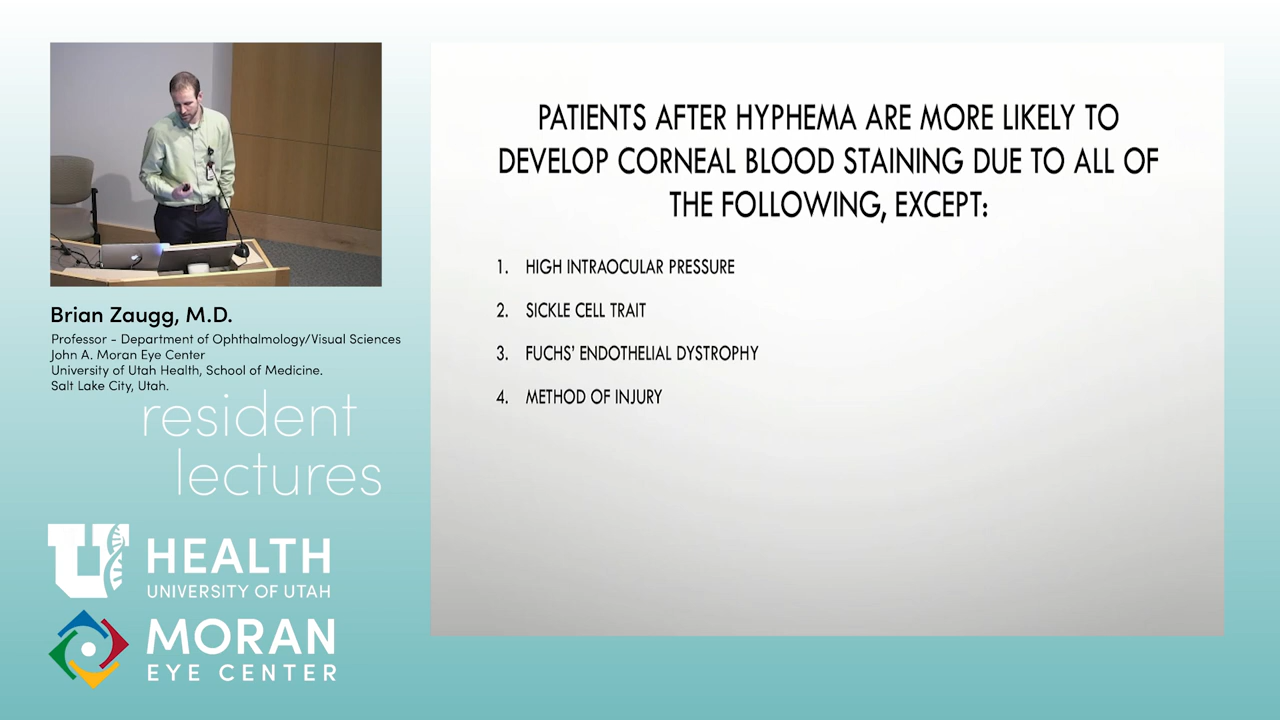 Brian Zaugg, M.D.
Professor - Department of Ophthalmology/Visual Sciences
John A. Moran Eye Center
University of Utah Health, School of Medicine.
Salt Lake City, Utah.
resident
lectures
U HEALTH
UNIVERSITY OF UTAH
MORAN
EYE CENTER
PATIENTS AFTER HYPHEMA ARE MORE LIKELY TO
DEVELOP CORNEAL BLOOD STAINING DUE TO ALL OF
THE FOLLOWING, EXCEPT:
1. HIGH INTRAOCULAR PRESSURE
2. SICKLE CELL TRAIT
3. FUCHS' ENDOTHELIAL DYSTROPHY
4. METHOD OF INJURY